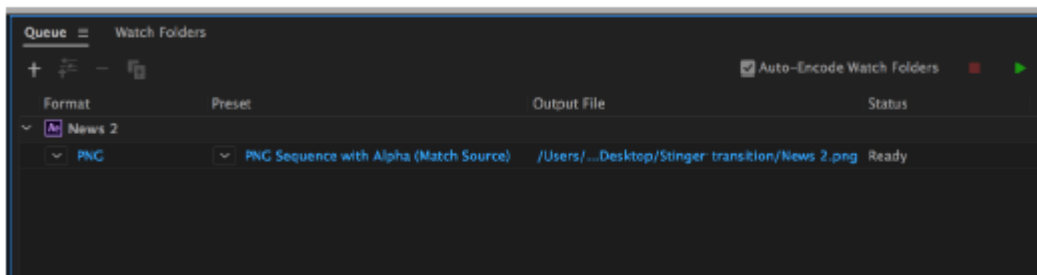 Queue Watch Folders
Auto-Encode Watch Folders
Format Preset Output File Status
Ae News 2
PNG PNG Sequence with Alpha (Match Source) /Users/...Desktop/Stinger transition/News 2.png Ready